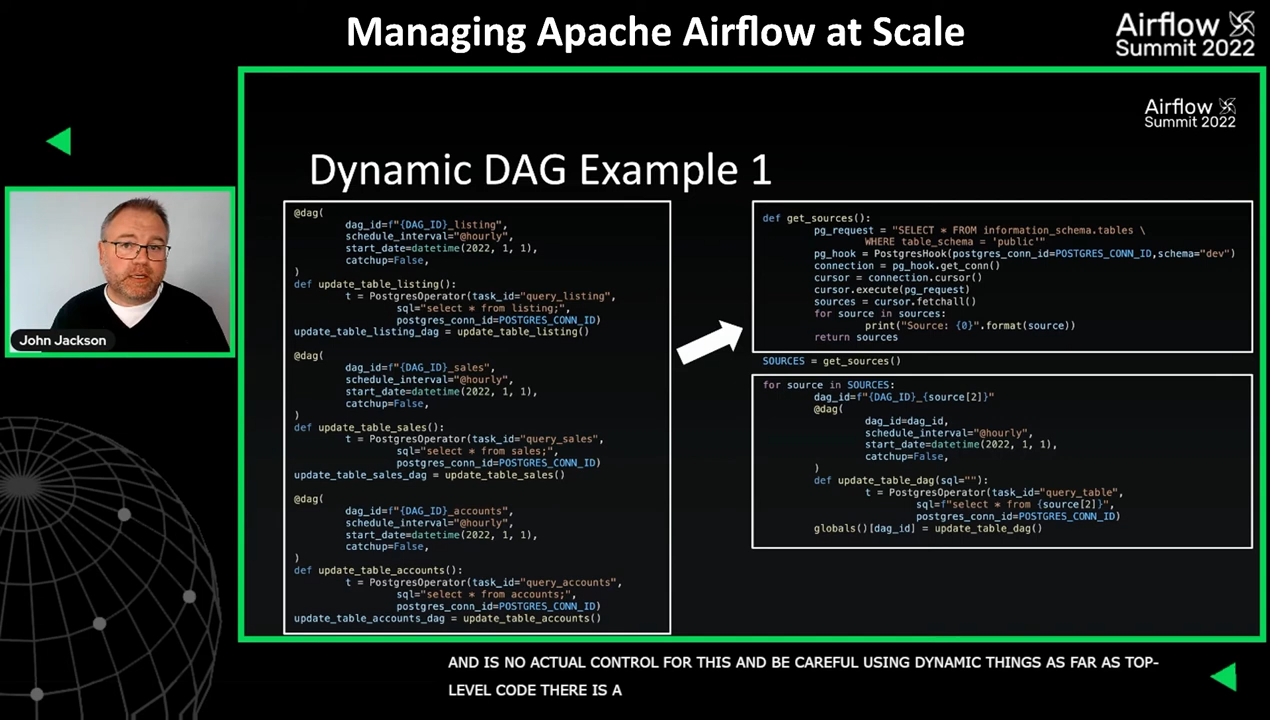 Managing Apache Airflow at Scale
Airflow
Summit 2022
Airflow
Summit 2022
Dynamic DAG Example 1
@dag(
dag_id=f"{DAG_ID}_listing",
schedule_interval="@hourly",
start_date=datetime(2022, 1, 1),
catchup=False,
)
def update_table_listing():
t = PostgresOperator(task_id="query_listing",
sql="select * from listing;",
postgres_conn_id=POSTGRES_CONN_ID)
update_table_listing_dag = update_table_listing()
@dag(
dag_id=f"{DAG_ID}_sales",
schedule_interval="@hourly",
start_date=datetime(2022, 1, 1),
catchup=False,
)
def update_table_sales():
t = PostgresOperator(task_id="query_sales",
sql="select * from sales;",
postgres_conn_id=POSTGRES_CONN_ID)
update_table_sales_dag = update_table_sales()
@dag(
dag_id=f"{DAG_ID}_accounts",
schedule_interval="@hourly",
start_date=datetime(2022, 1, 1),
catchup=False,
)
def update_table_accounts():
t = PostgresOperator(task_id="query_accounts",
sql="select * from accounts;",
postgres_conn_id=POSTGRES_CONN_ID)
update_table_accounts_dag = update_table_accounts()
def get_sources():
pg_request = "SELECT * FROM information_schema.tables \
WHERE table_schema = 'public'"
pg_hook = PostgresHook(postgres_conn_id=POSTGRES_CONN_ID,schema="dev")
connection = pg_hook.get_conn()
cursor = connection.cursor()
cursor.execute(pg_request)
sources = cursor.fetchall()
for source in sources:
print("Source: {0}".format(source))
return sources
SOURCES = get_sources()
for source in SOURCES:
dag_id=f"{DAG_ID}_{source[2]}"
@dag(
dag_id=dag_id,
schedule_interval="@hourly",
start_date=datetime(2022, 1, 1),
catchup=False,
)
def update_table_dag(sql=""):
t = PostgresOperator(task_id="query_table",
sql=f"select * from {source[2]}",
postgres_conn_id=POSTGRES_CONN_ID)
globals()[dag_id] = update_table_dag()
John Jackson
AND IS NO ACTUAL CONTROL FOR THIS AND BE CAREFUL USING DYNAMIC THINGS AS FAR AS TOP-
LEVEL CODE THERE IS A